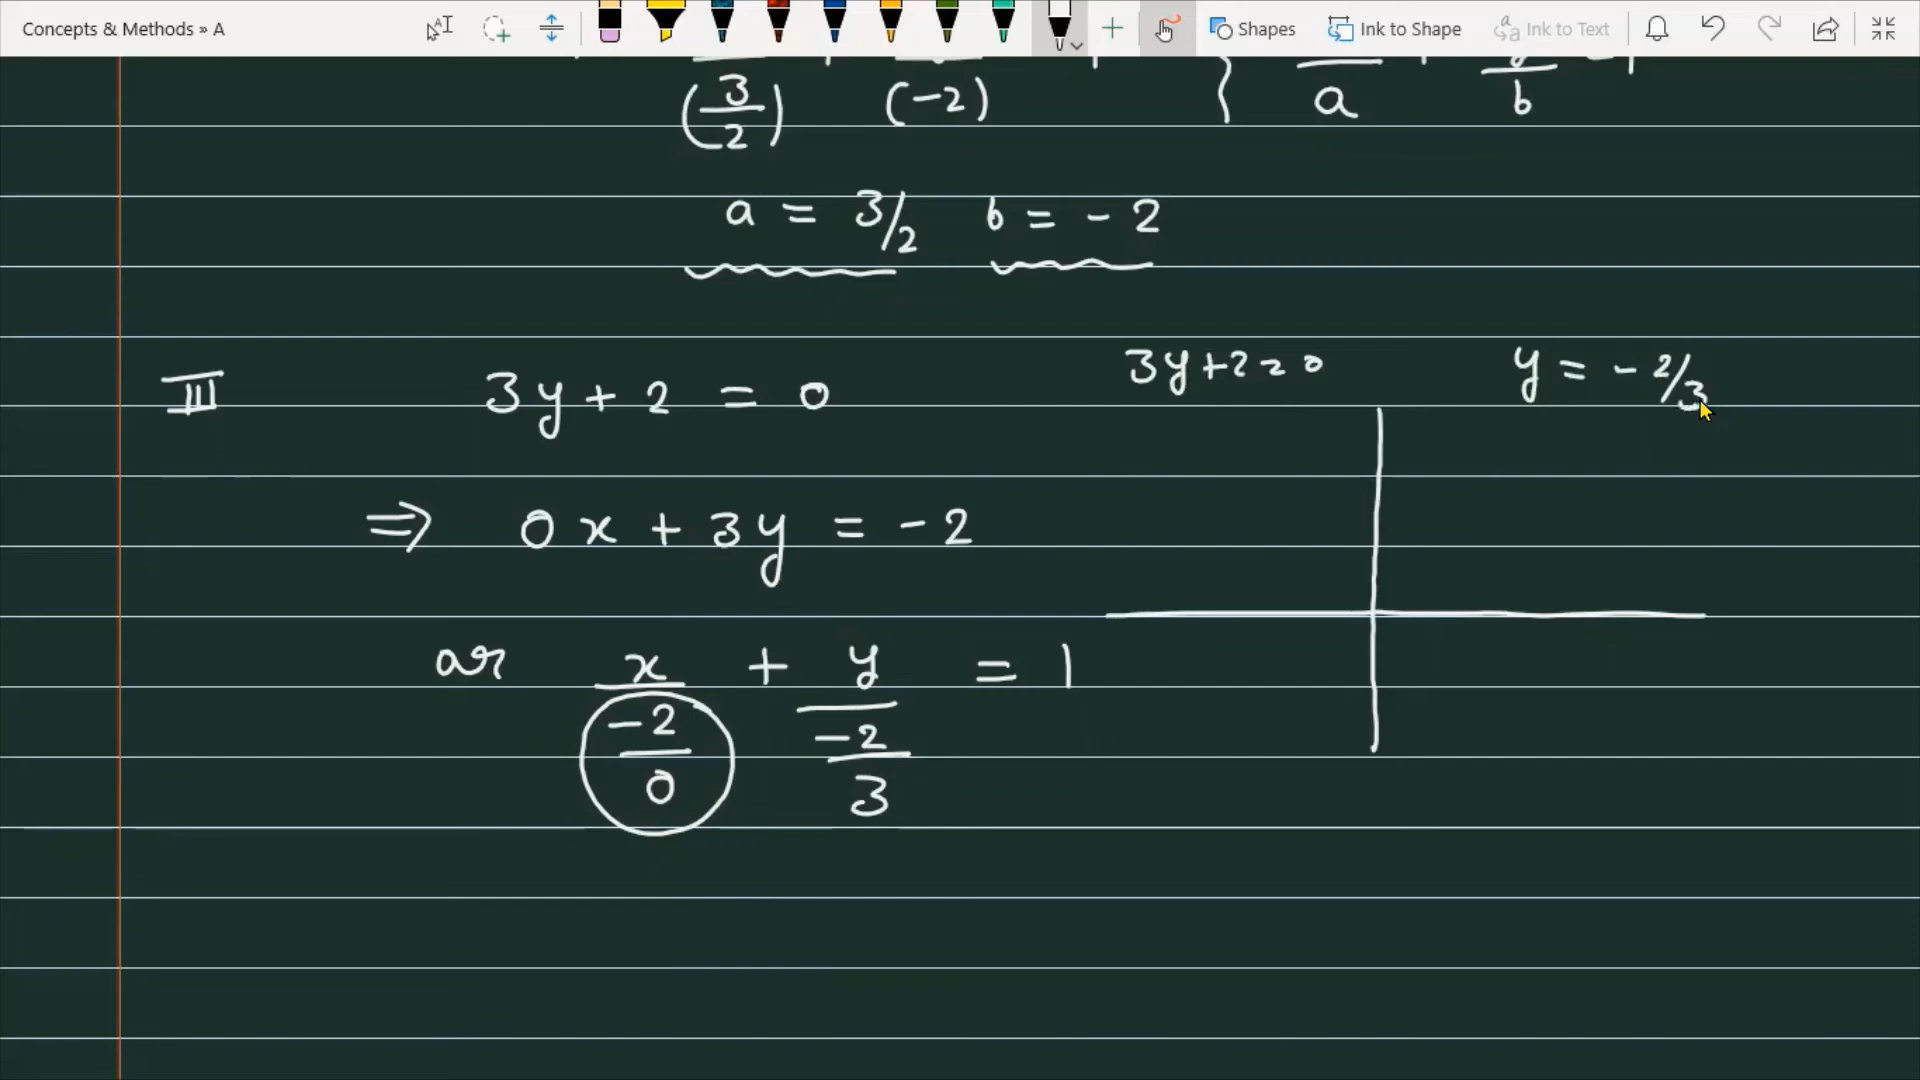 Concepts & Methods » A Shapes Ink to Shape Ink to Text
(3/2) (-2) } a b
a = 3/2 b = - 2
III 3y + 2 = 0 3y+2=0 y = - 2/3
⇒ 0x + 3y = -2
or x/(-2/0) + y/(-2/3) = 1